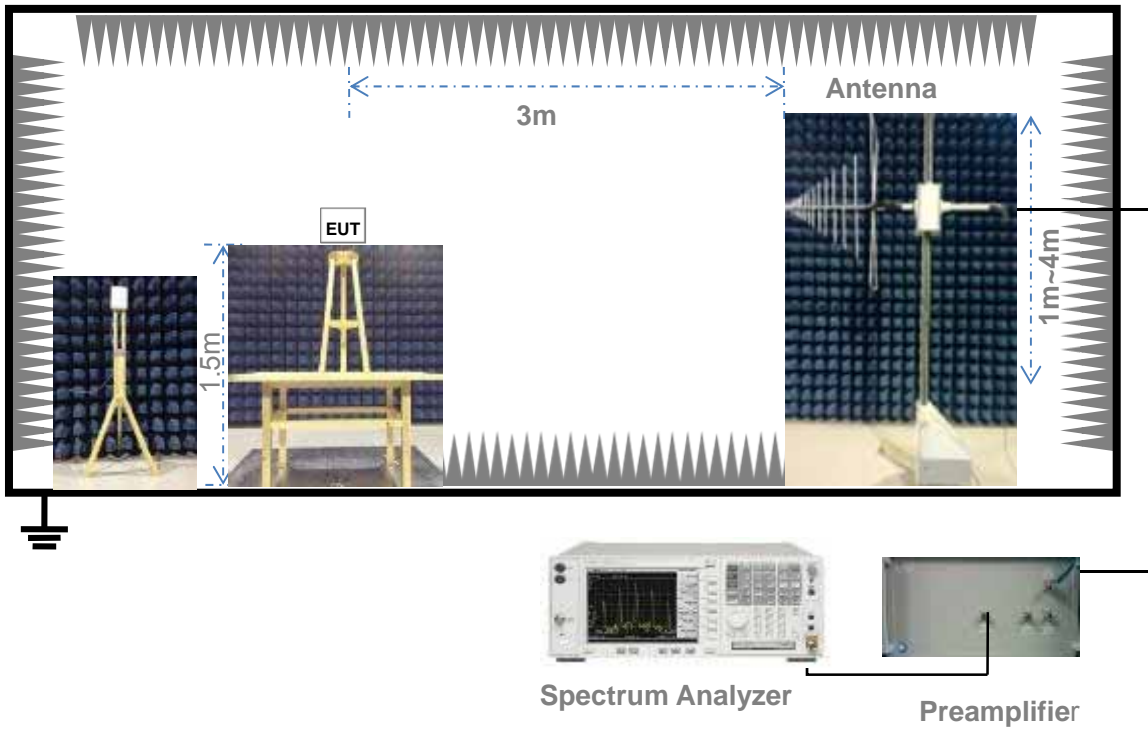 Antenna
3m
EUT
1m~4m
1.5m
Spectrum Analyzer
Preamplifier